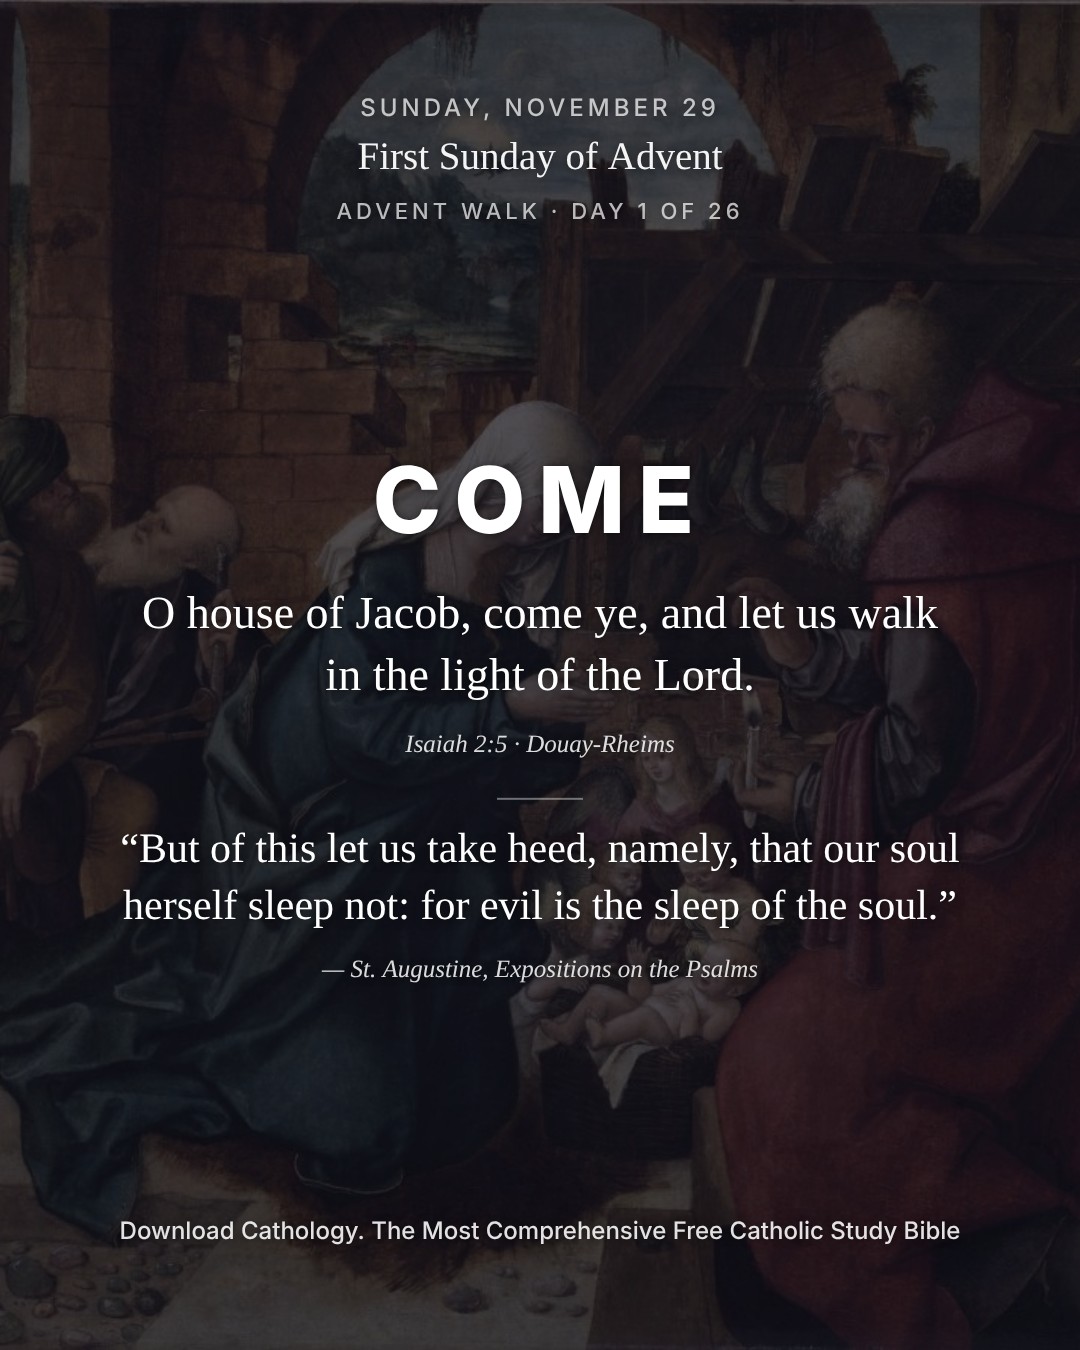 SUNDAY, NOVEMBER 29
First Sunday of Advent
ADVENT WALK · DAY 1 OF 26
COME
O house of Jacob, come ye, and let us walk
in the light of the Lord.
Isaiah 2:5 · Douay-Rheims
“But of this let us take heed, namely, that our soul
herself sleep not: for evil is the sleep of the soul.”
— St. Augustine, Expositions on the Psalms
Download Cathology. The Most Comprehensive Free Catholic Study Bible